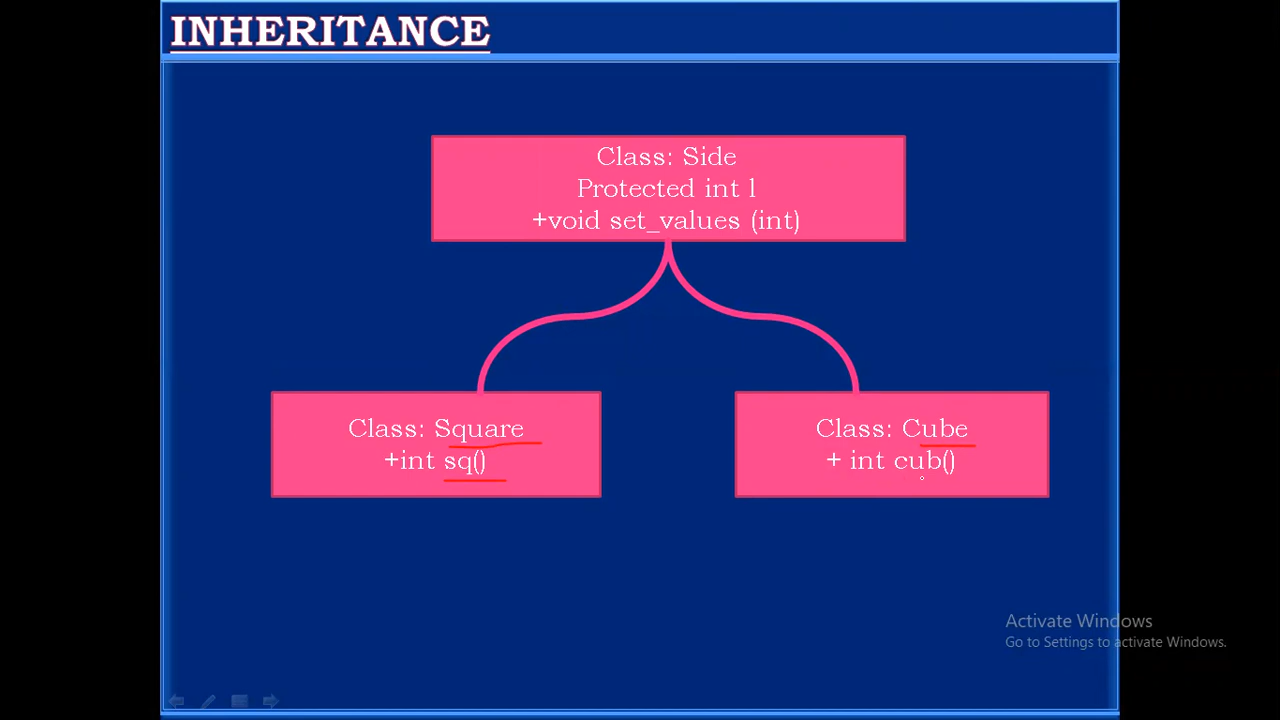 INHERITANCE
Class: Side
Protected int l
+void set_values (int)
Class: Square
+int sq()
Class: Cube
+ int cub()
Activate Windows
Go to Settings to activate Windows.